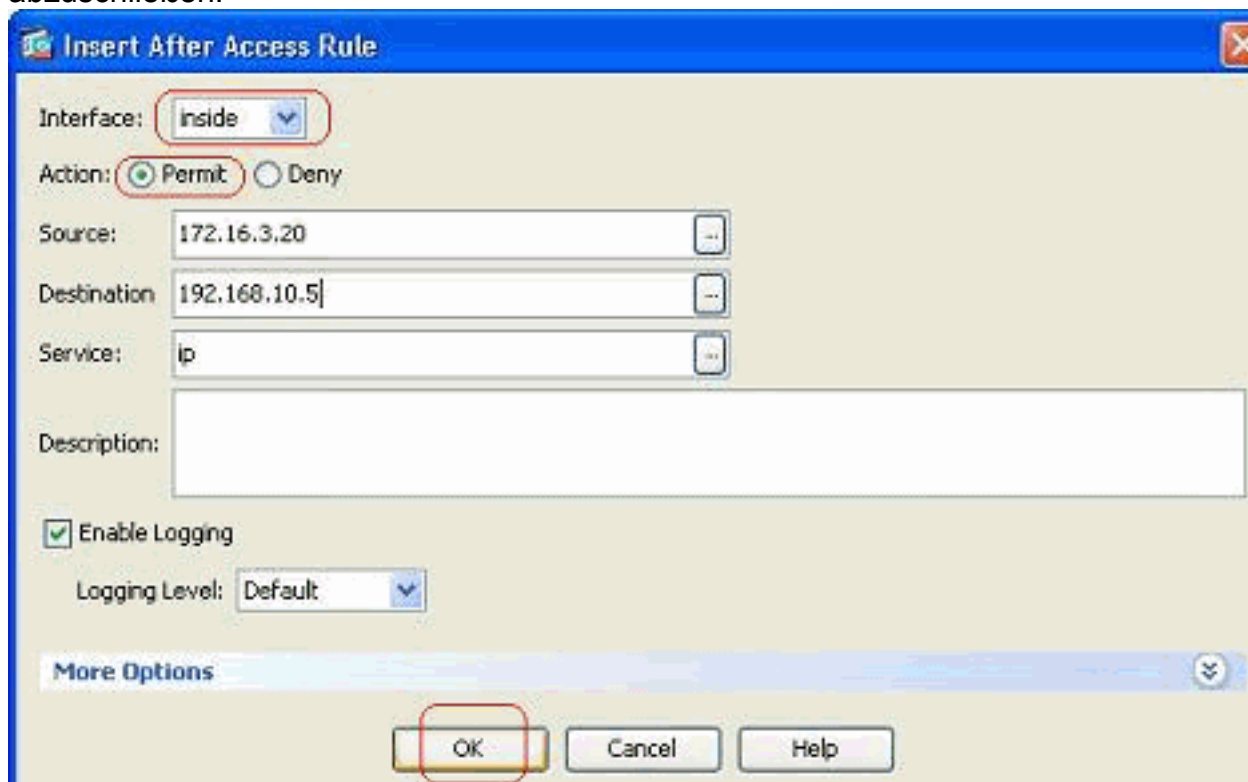 Insert After Access Rule
Interface: inside
Action: Permit Deny
Source: 172.16.3.20 ...
Destination 192.168.10.5 ...
Service: ip ...
Description:
Enable Logging
Logging Level: Default
More Options
OK Cancel Help